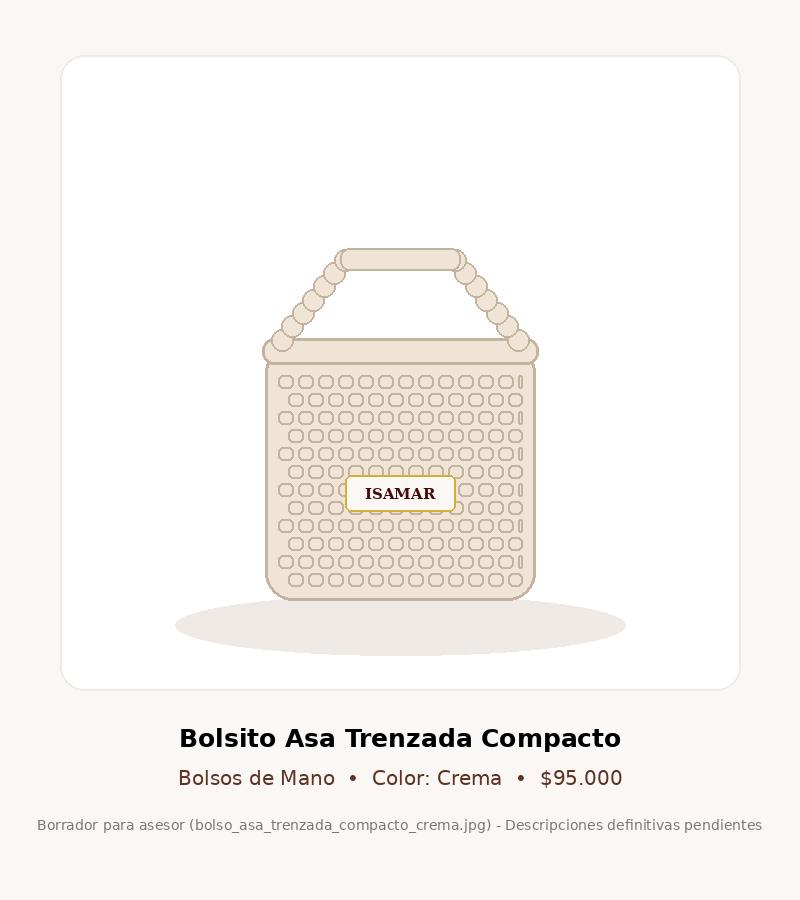 ISAMAR
Bolsito Asa Trenzada Compacto
Bolsos de Mano • Color: Crema • $95.000
Borrador para asesor (bolso_asa_trenzada_compacto_crema.jpg) - Descripciones definitivas pendientes